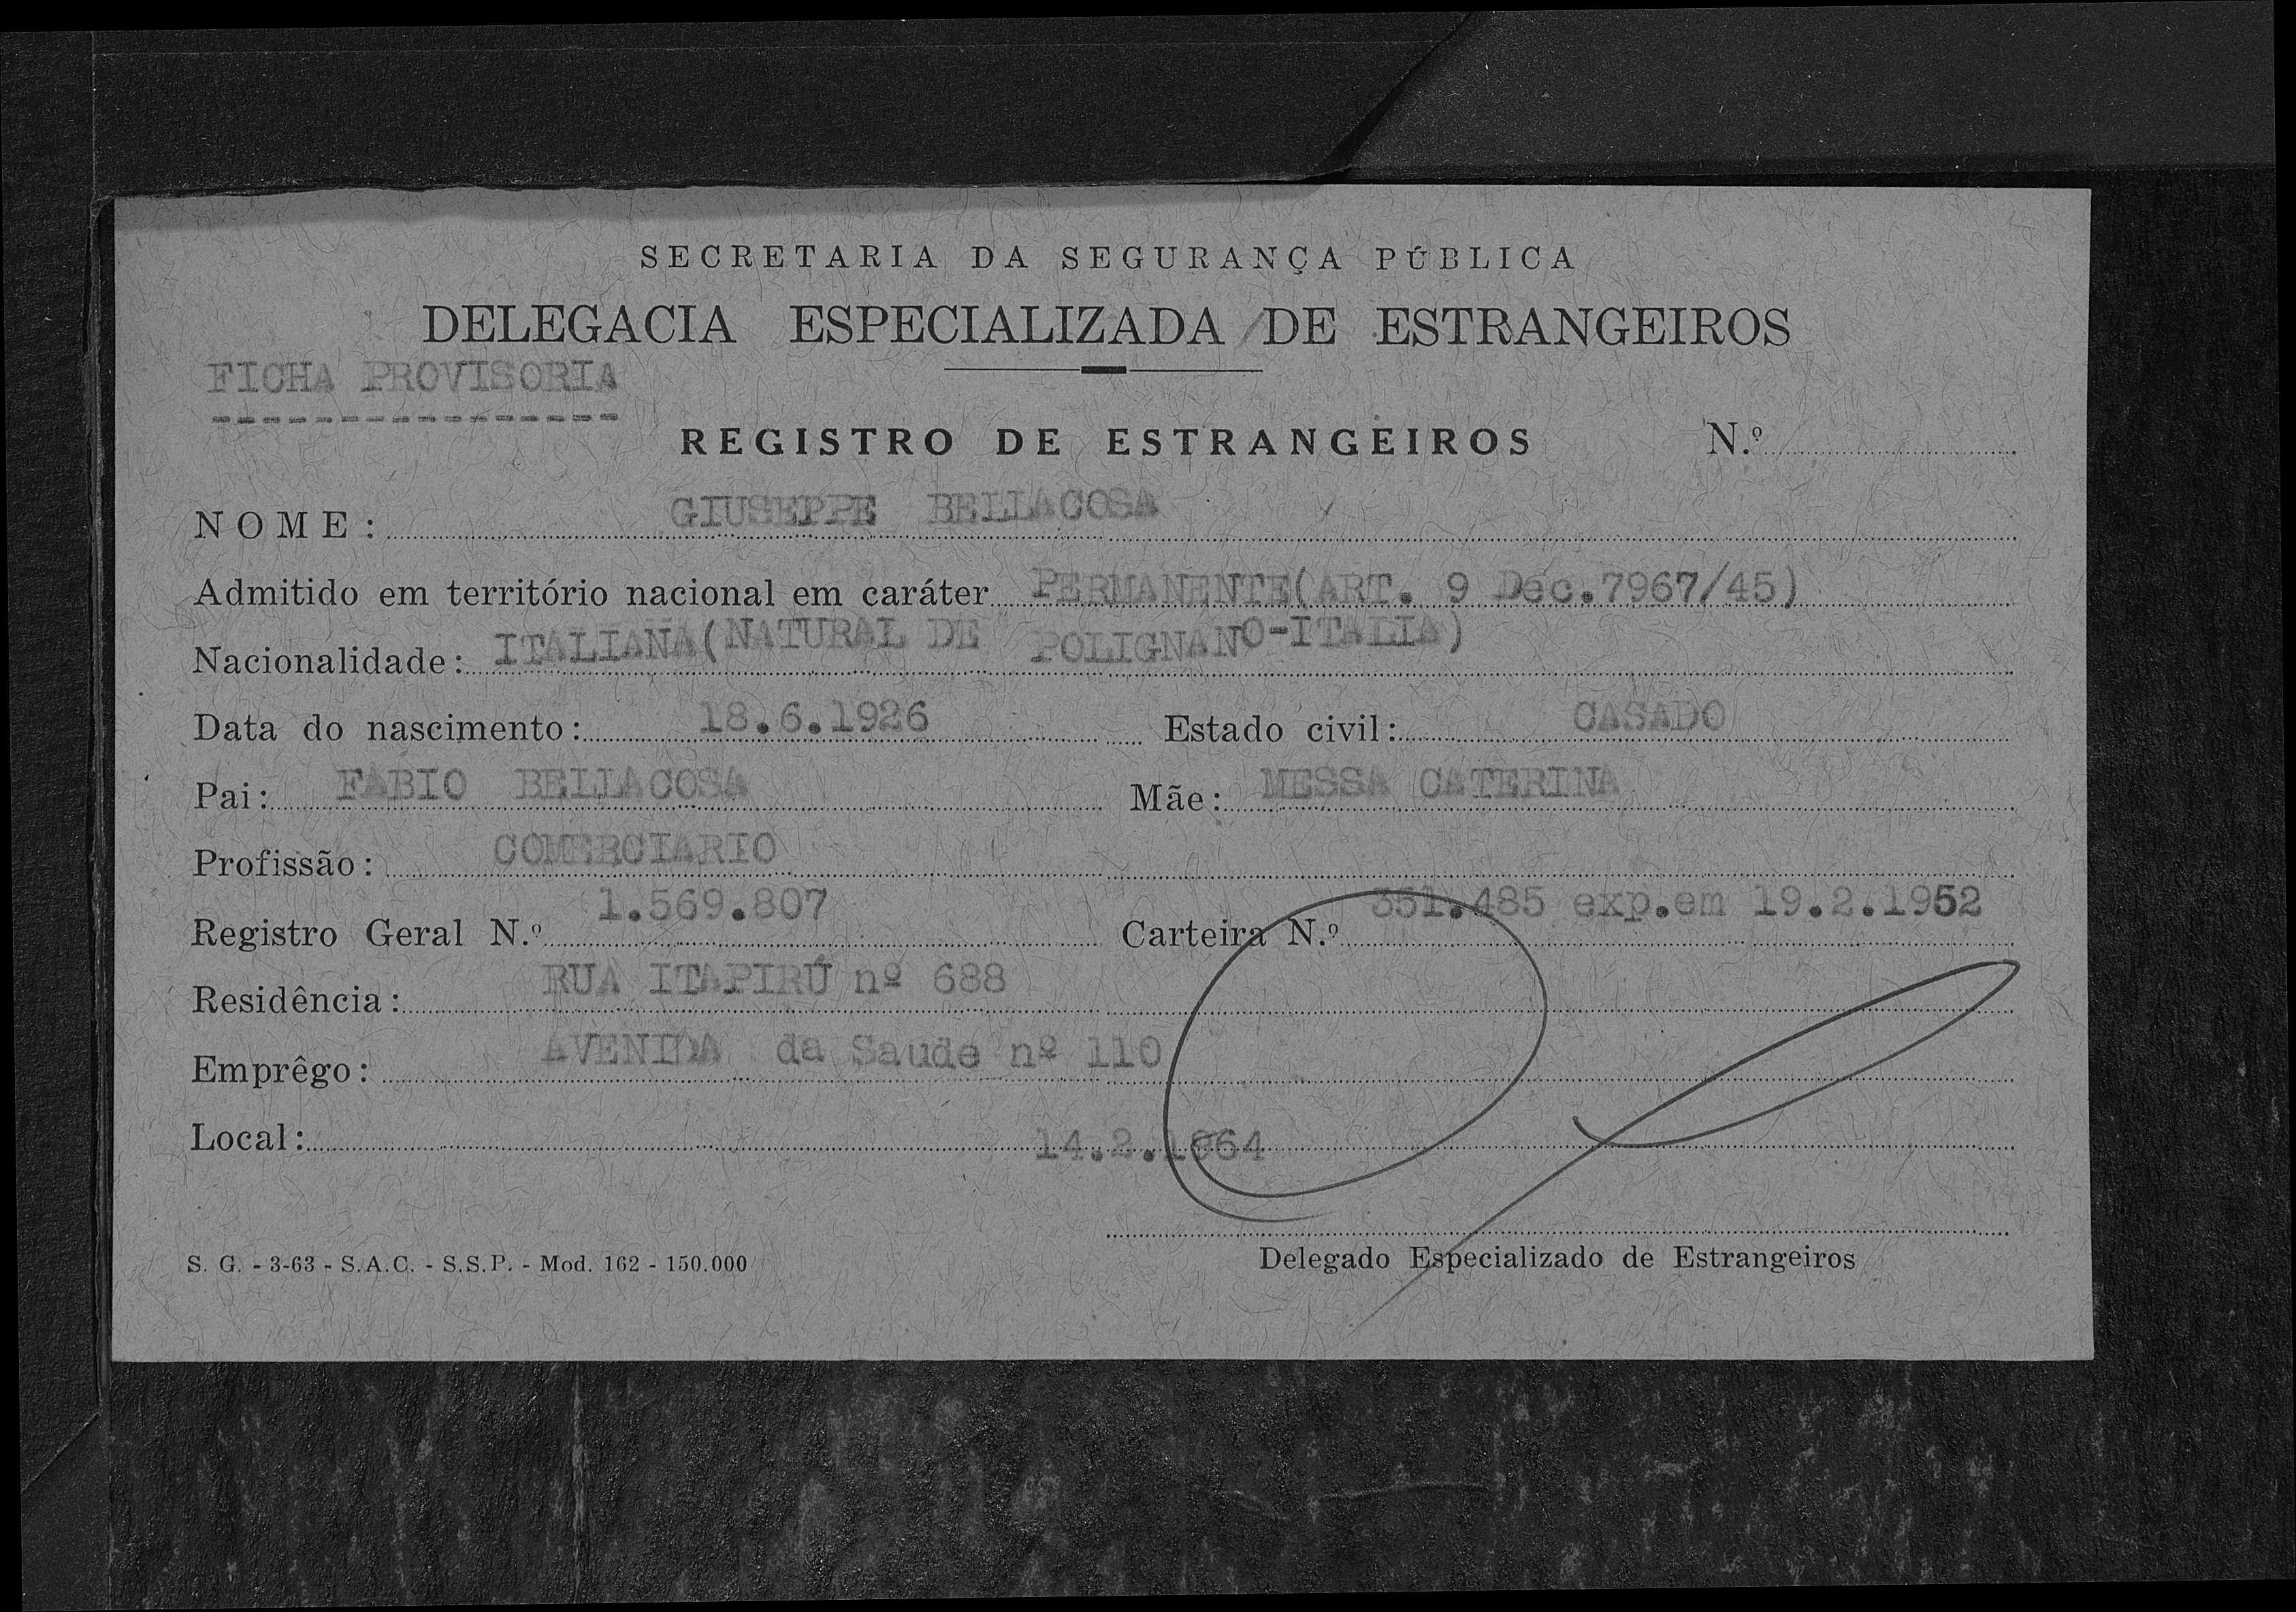 SECRETARIA DA SEGURANÇA PÚBLICA
DELEGACIA ESPECIALIZADA DE ESTRANGEIROS
FICHA PROVISORIA
----------------
REGISTRO DE ESTRANGEIROS N.º
NOME: GIUSEPPE BELLACOSA
Admitido em território nacional em caráter PERMANENTE(ART. 9 Dec.7967/45)
Nacionalidade: ITALIANA(NATURAL DE POLIGNANO-ITALIA)
Data do nascimento: 18.6.1926 Estado civil: CASADO
Pai: FABIO BELLACOSA Mãe: MESSA CATERINA
Profissão: COMERCIARIO
Registro Geral N.º 1.569.807 Carteira N.º 351.485 exp.em 19.2.1952
Residência: RUA ITAPIRÚ nº 688
Emprêgo: AVENIDA da Saude nº 110
Local: 14.2.1964
S. G. - 3-63 - S.A.C. - S.S.P. - Mod. 162 - 150.000
Delegado Especializado de Estrangeiros